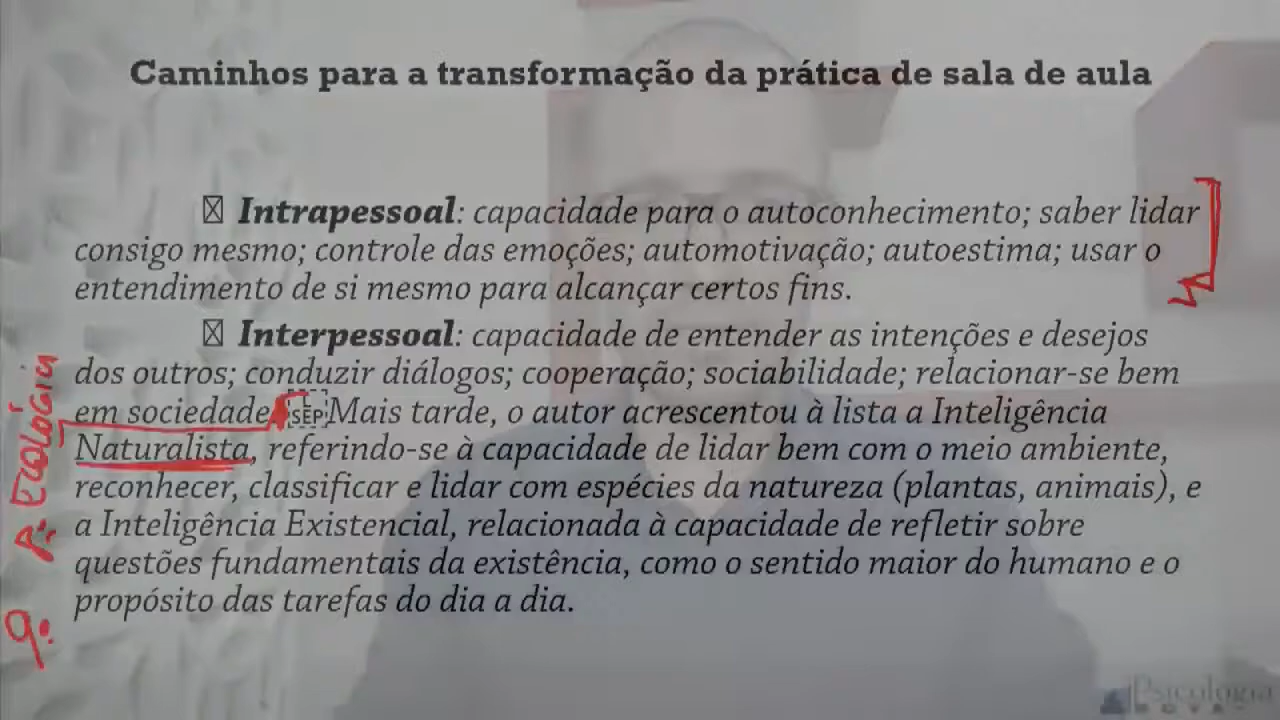 Caminhos para a transformação da prática de sala de aula
Intrapessoal: capacidade para o autoconhecimento; saber lidar
consigo mesmo; controle das emoções; automotivação; autoestima; usar o
entendimento de si mesmo para alcançar certos fins.
Interpessoal: capacidade de entender as intenções e desejos
dos outros; conduzir diálogos; cooperação; sociabilidade; relacionar-se bem
em sociedade. SEP Mais tarde, o autor acrescentou à lista a Inteligência
Naturalista, referindo-se à capacidade de lidar bem com o meio ambiente,
reconhecer, classificar e lidar com espécies da natureza (plantas, animais), e
a Inteligência Existencial, relacionada à capacidade de refletir sobre
questões fundamentais da existência, como o sentido maior do humano e o
propósito das tarefas do dia a dia.
P. Ecológica
Psicologia
NOVA